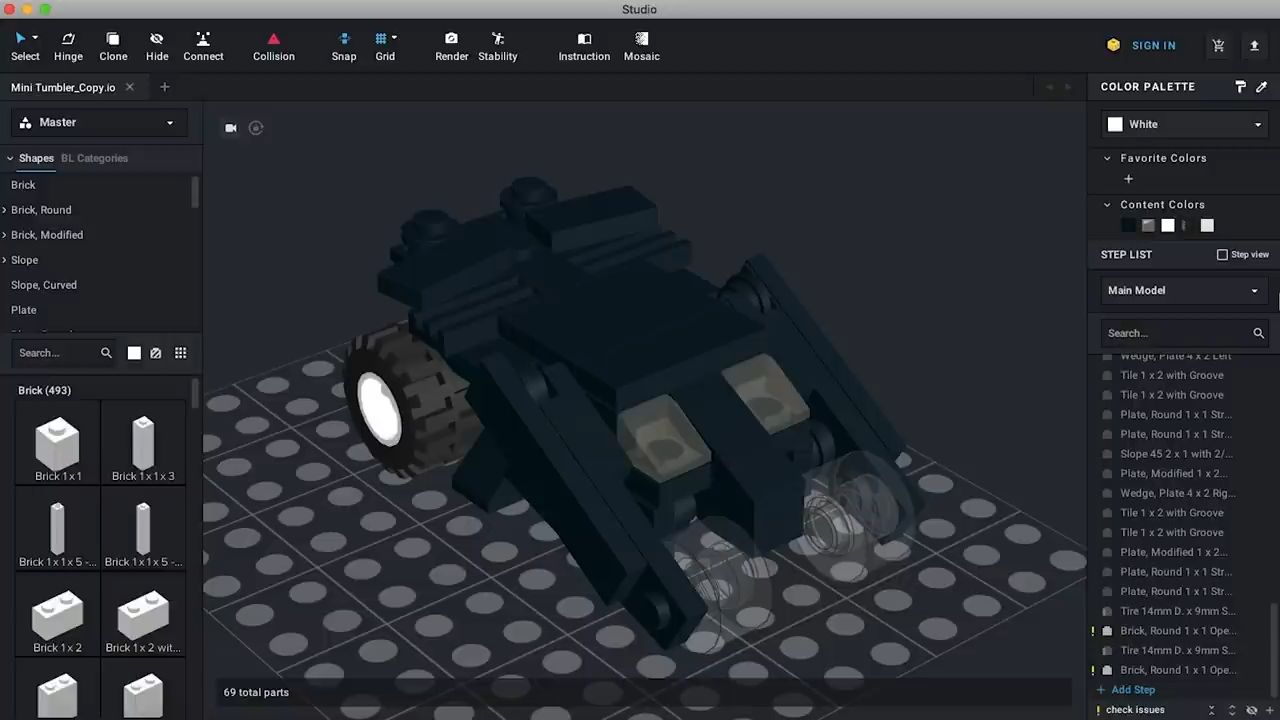 Studio
Select
Hinge
Clone
Hide
Connect
Collision
Snap
Grid
Render
Stability
Instruction
Mosaic
SIGN IN
Mini Tumbler_Copy.io
Master
Shapes
BL Categories
Brick
Brick, Round
Brick, Modified
Slope
Slope, Curved
Plate
Search...
Brick (493)
Brick 1 x 1
Brick 1 x 1 x 3
Brick 1 x 1 x 5 -...
Brick 1 x 1 x 5 -...
Brick 1 x 2
Brick 1 x 2 wit...
69 total parts
COLOR PALETTE
White
Favorite Colors
Content Colors
STEP LIST
Step view
Main Model
Search...
Wedge, Plate 4 x 2 Left
Tile 1 x 2 with Groove
Tile 1 x 2 with Groove
Plate, Round 1 x 1 Str...
Plate, Round 1 x 1 Str...
Slope 45 2 x 1 with 2/...
Plate, Modified 1 x 2...
Wedge, Plate 4 x 2 Rig...
Tile 1 x 2 with Groove
Tile 1 x 2 with Groove
Plate, Modified 1 x 2...
Plate, Round 1 x 1 Str...
Plate, Round 1 x 1 Str...
Tire 14mm D. x 9mm S...
Brick, Round 1 x 1 Ope...
Tire 14mm D. x 9mm S...
Brick, Round 1 x 1 Ope...
+ Add Step
! check issues